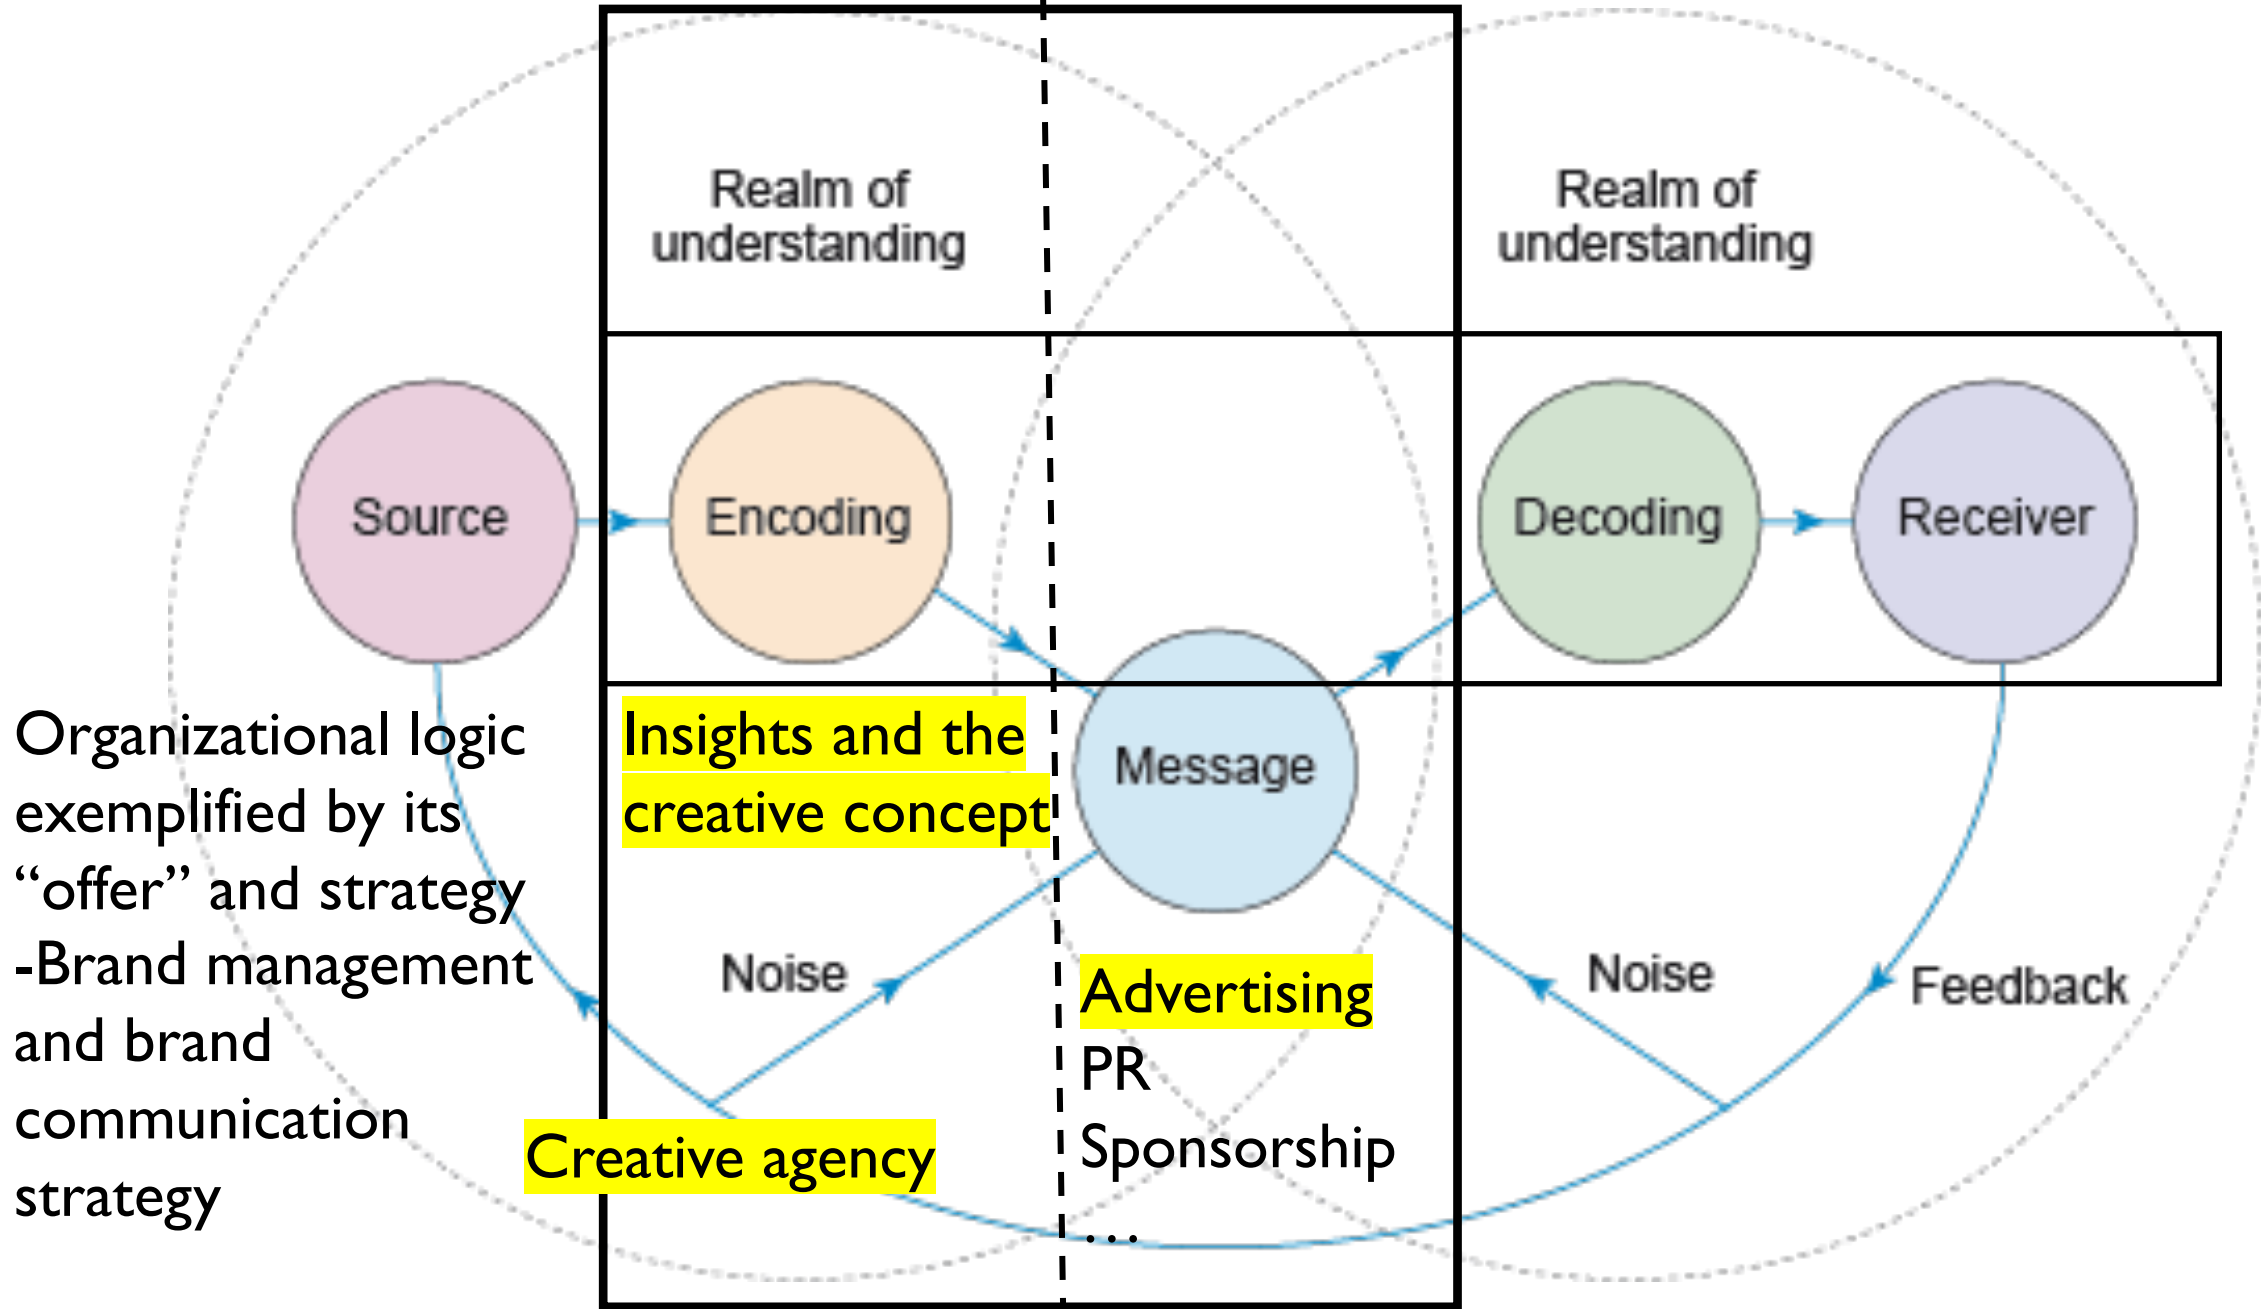 Realm of
understanding
Realm of
understanding
Source
Encoding
Decoding
Receiver
Message
Organizational logic
exemplified by its
“offer” and strategy
-Brand management
and brand
communication
strategy
Insights and the
creative concept
Noise
Creative agency
Advertising
PR
Sponsorship
…
Noise
Feedback